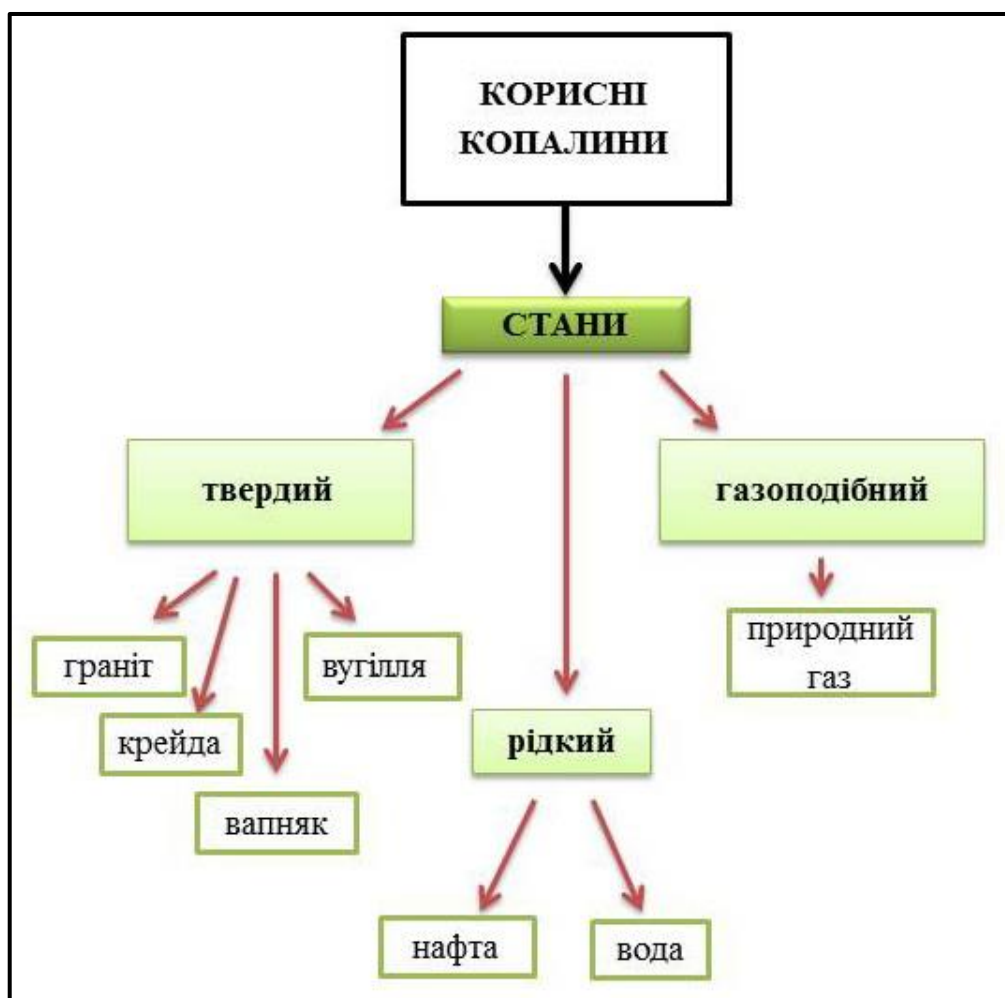 КОРИСНІ
КОПАЛИНИ
СТАНИ
твердий
газоподібний
граніт
вугілля
природний
газ
крейда
рідкий
вапняк
нафта
вода